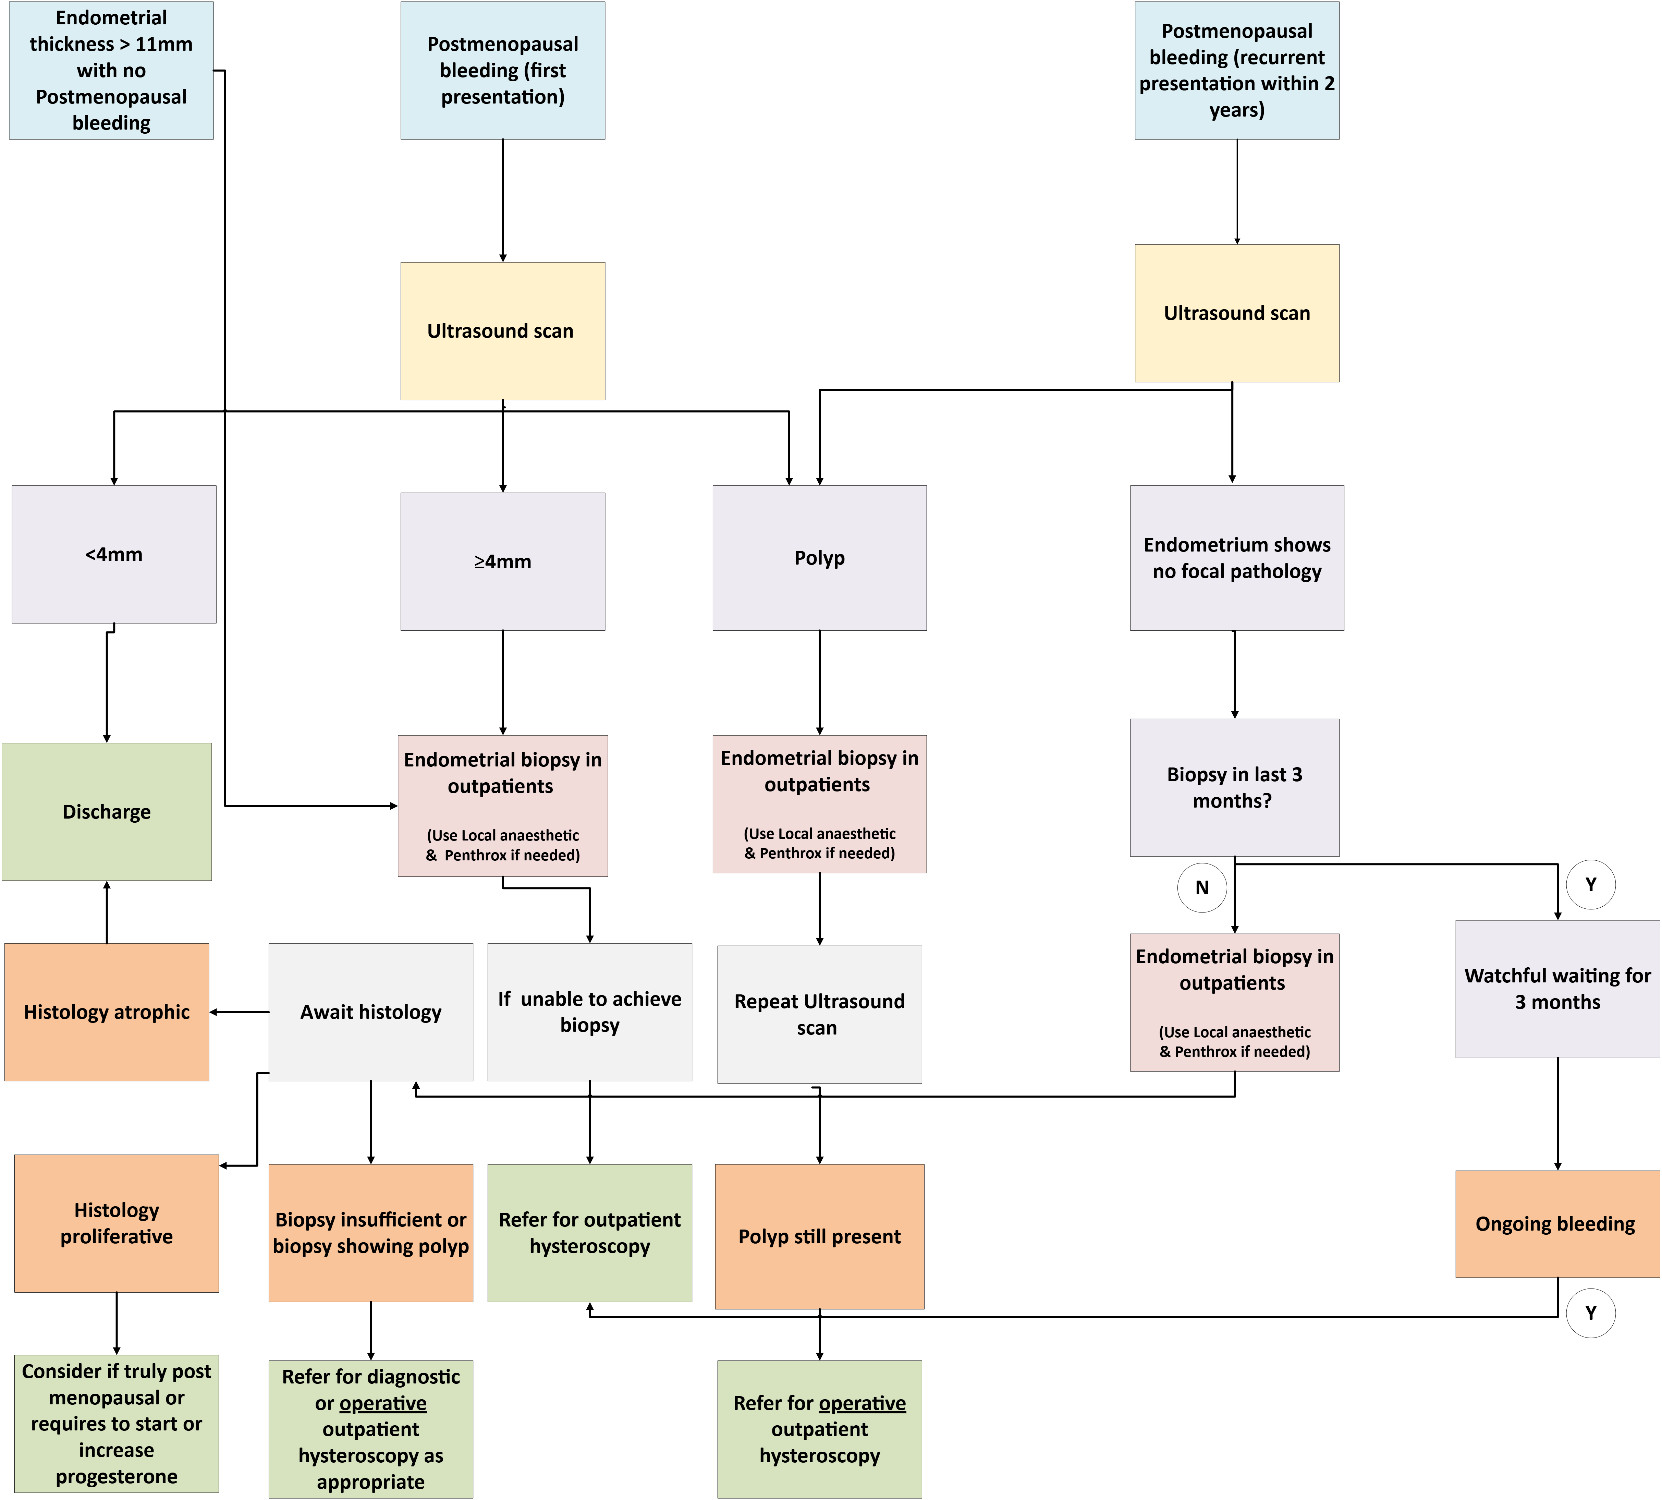 Endometrial
thickness > 11mm
with no
Postmenopausal
bleeding
Postmenopausal
bleeding (first
presentation)
Postmenopausal
bleeding (recurrent
presentation within 2
years)
Ultrasound scan
Ultrasound scan
<4mm
≥4mm
Polyp
Endometrium shows
no focal pathology
Discharge
Endometrial biopsy in
outpatients
(Use Local anaesthetic
& Penthrox if needed)
Endometrial biopsy in
outpatients
(Use Local anaesthetic
& Penthrox if needed)
Biopsy in last 3
months?
N
Y
Histology atrophic
Await histology
If unable to achieve
biopsy
Repeat Ultrasound
scan
Endometrial biopsy in
outpatients
(Use Local anaesthetic
& Penthrox if needed)
Watchful waiting for
3 months
Histology
proliferative
Biopsy insufficient or
biopsy showing polyp
Refer for outpatient
hysteroscopy
Polyp still present
Ongoing bleeding
Y
Consider if truly post
menopausal or
requires to start or
increase
progesterone
Refer for diagnostic
or operative
outpatient
hysteroscopy as
appropriate
Refer for operative
outpatient
hysteroscopy